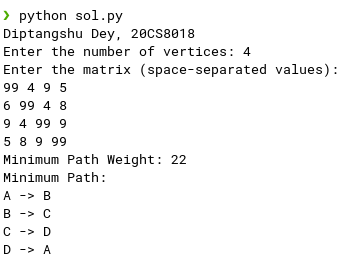 ❯ python sol.py
Diptangshu Dey, 20CS8018
Enter the number of vertices: 4
Enter the matrix (space-separated values):
99 4 9 5
6 99 4 8
9 4 99 9
5 8 9 99
Minimum Path Weight: 22
Minimum Path:
A -> B
B -> C
C -> D
D -> A